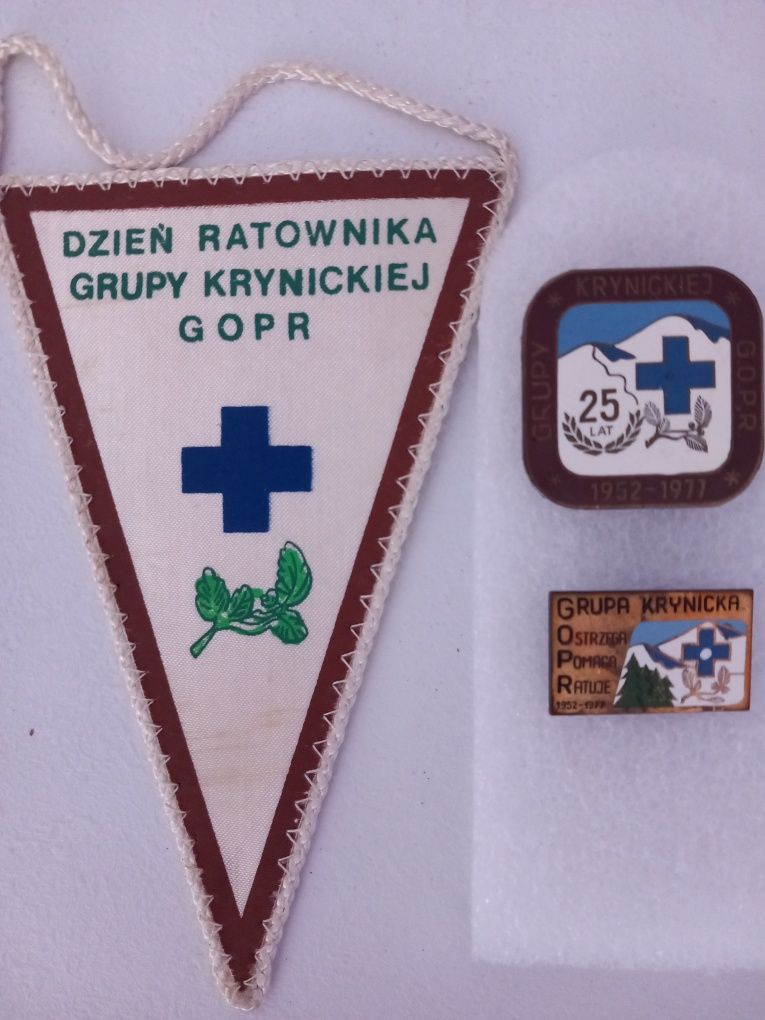 DZIEŃ RATOWNIKA
GRUPY KRYNICKIEJ
GOPR
GRUPY * KRYNICKIEJ * G.O.P.R
25
LAT
* 1952-1977 *
GRUPA KRYNICKA
OSTRZEGA
POMAGA
RATUJE
1952-1977